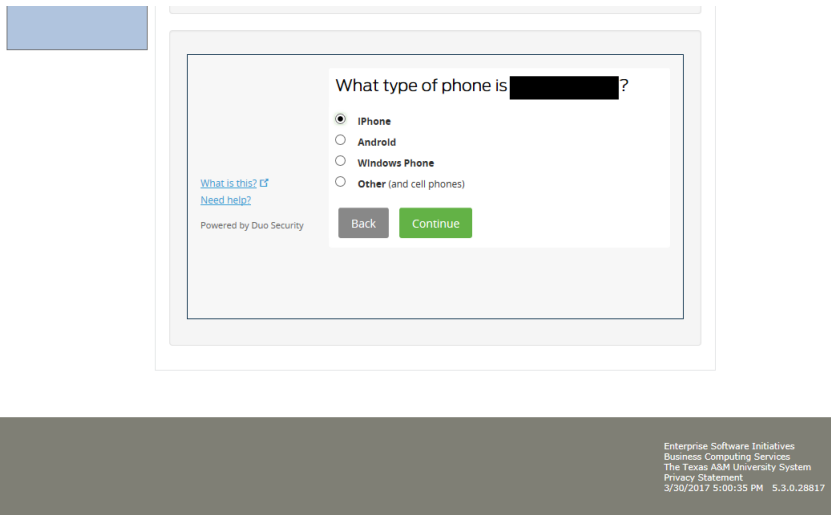 What type of phone is ?
iPhone
Android
Windows Phone
Other (and cell phones)
What is this?
Need help?
Powered by Duo Security
Back Continue
Enterprise Software Initiatives
Business Computing Services
The Texas A&M University System
Privacy Statement
3/30/2017 5:00:35 PM 5.3.0.28817